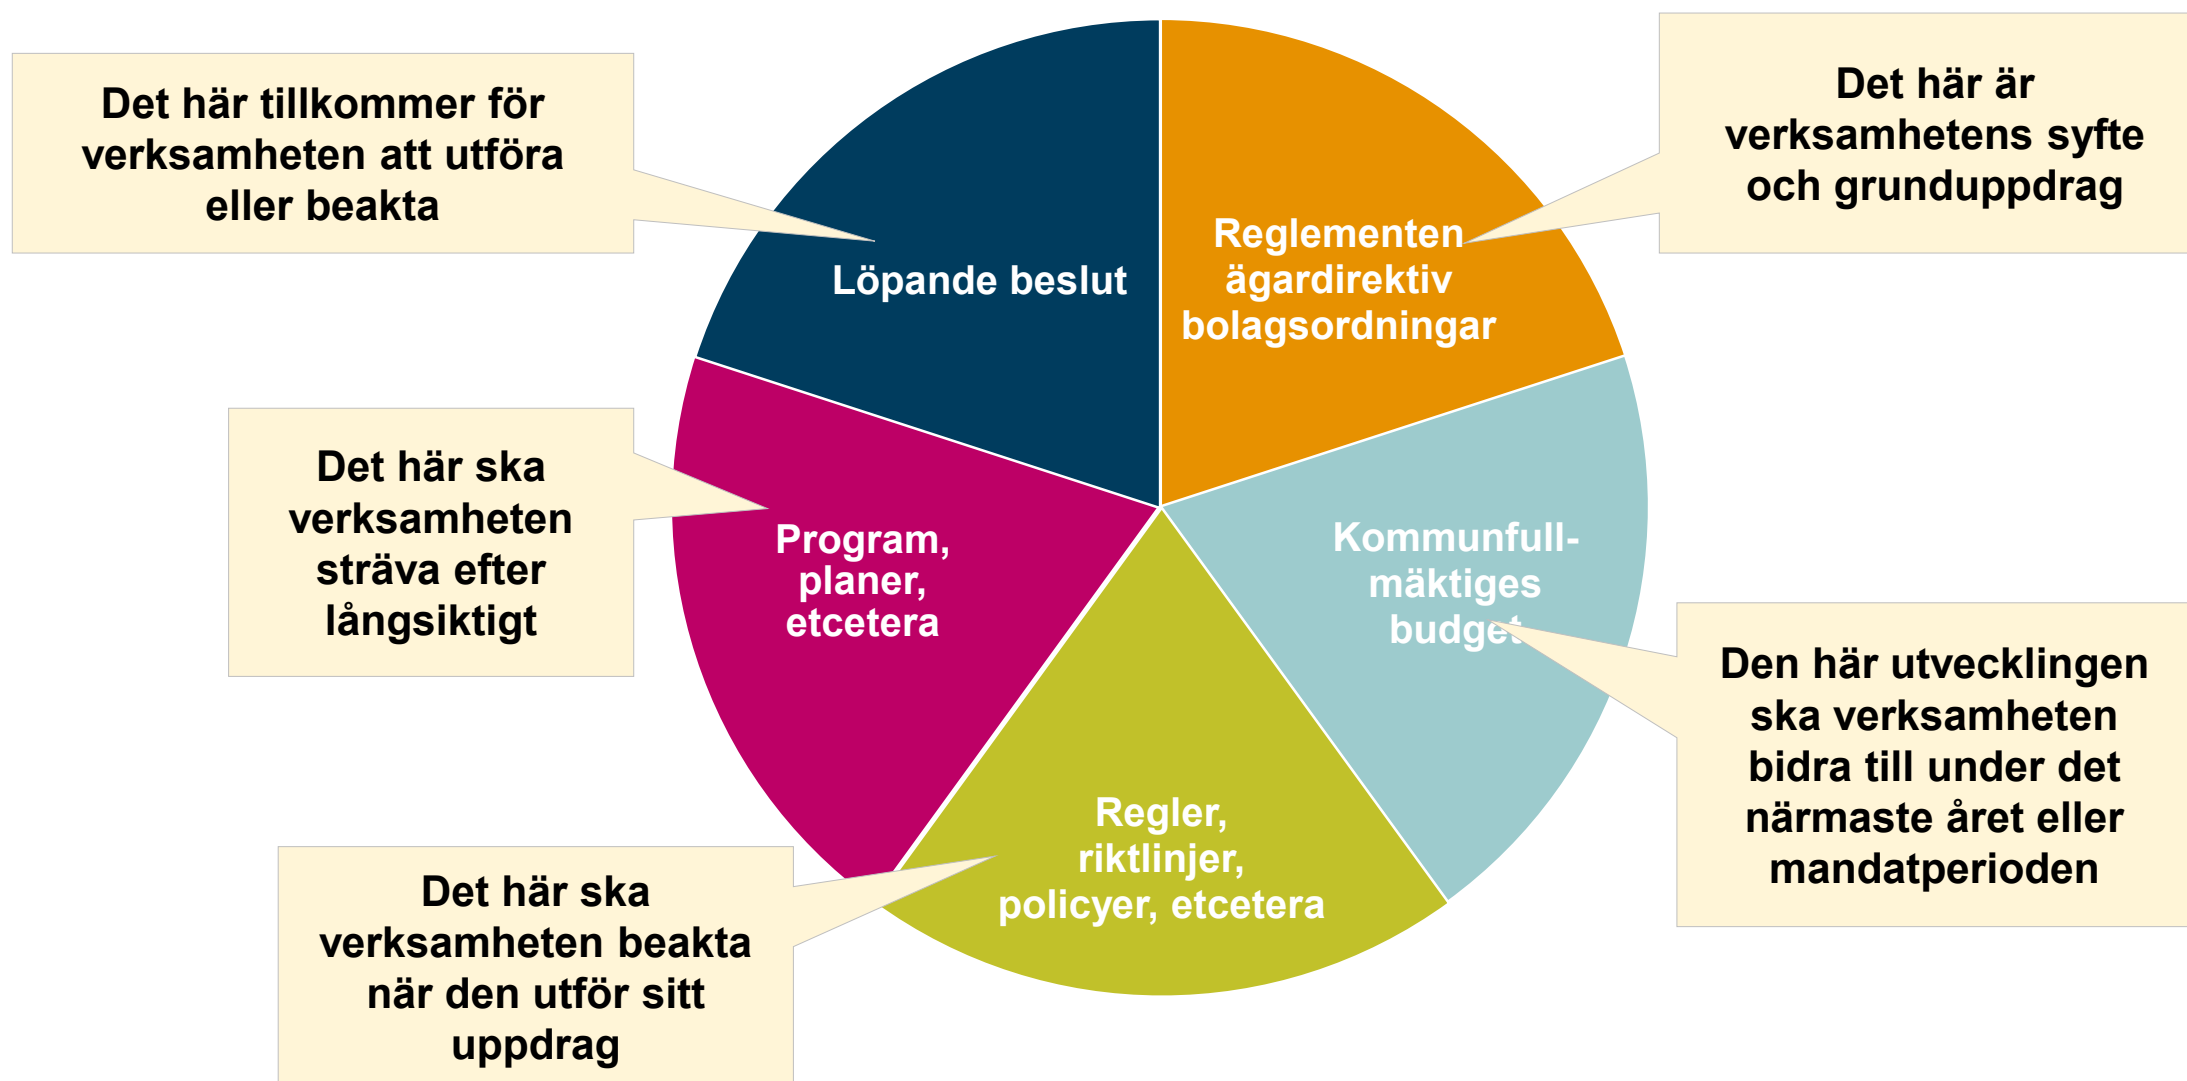 Det här tillkommer för
verksamheten att utföra
eller beakta
Det här är
verksamhetens syfte
och grunduppdrag
Löpande beslut
Reglementen
ägardirektiv
bolagsordningar
Det här ska
verksamheten
sträva efter
långsiktigt
Program,
planer,
etcetera
Kommunfull-
mäktiges
budget
Den här utvecklingen
ska verksamheten
bidra till under det
närmaste året eller
mandatperioden
Regler,
riktlinjer,
policyer, etcetera
Det här ska
verksamheten beakta
när den utför sitt
uppdrag